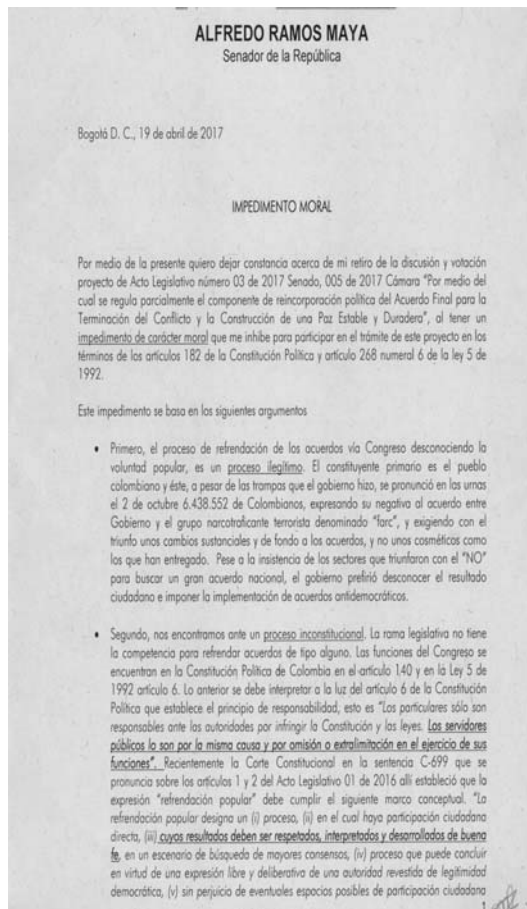 ALFREDO RAMOS MAYA
Senador de la República
Bogotá D. C., 19 de abril de 2017
IMPEDIMENTO MORAL
Por medio de la presente quiero dejar constancia acerca de mi retiro de la discusión y votación
proyecto de Acto Legislativo número 03 de 2017 Senado, 005 de 2017 Cámara "Por medio del
cual se regula parcialmente el componente de reincorporación política del Acuerdo Final para la
Terminación del Conflicto y la Construcción de una Paz Estable y Duradera", al tener un
impedimento de carácter moral que me inhibe para participar en el trámite de este proyecto en los
términos de los artículos 182 de la Constitución Política y artículo 268 numeral 6 de la ley 5 de
1992.
Este impedimento se basa en los siguientes argumentos
• Primero, el proceso de refrendación de los acuerdos vía Congreso desconociendo la
voluntad popular, es un proceso ilegítimo. El constituyente primario es el pueblo
colombiano y éste, a pesar de las trampas que el gobierno hizo, se pronunció en las urnas
el 2 de octubre 6.438.552 de Colombianos, expresando su negativa al acuerdo entre
Gobierno y el grupo narcotraficante terrorista denominado "farc", y exigiendo con el
triunfo unos cambios sustanciales y de fondo a los acuerdos, y no unos cosméticos como
los que han entregado. Pese a la insistencia de los sectores que triunfaron con el "NO"
para buscar un gran acuerdo nacional, el gobierno prefirió desconocer el resultado
ciudadano e imponer la implementación de acuerdos antidemocráticos.
• Segundo, nos encontramos ante un proceso inconstitucional. La rama legislativa no tiene
la competencia para refrendar acuerdos de tipo alguno. Las funciones del Congreso se
encuentran en la Constitución Política de Colombia en el artículo 140 y en la Ley 5 de
1992 artículo 6. Lo anterior se debe interpretar a la luz del artículo 6 de la Constitución
Política que establece el principio de responsabilidad, esto es "Los particulares sólo son
responsables ante las autoridades por infringir la Constitución y las leyes. Los servidores
públicos lo son por la misma causa y por omisión o extralimitación en el ejercicio de sus
funciones". Recientemente la Corte Constitucional en la sentencia C-699 que se
pronuncia sobre los artículos 1 y 2 del Acto Legislativo 01 de 2016 allí estableció que la
expresión "refrendación popular" debe cumplir el siguiente marco conceptual. "La
refrendación popular designa un (i) proceso, (ii) en el cual haya participación ciudadana
directa, (iii) cuyos resultados deben ser respetados, interpretados y desarrollados de buena
fe, en un escenario de búsqueda de mayores consensos, (iv) proceso que puede concluir
en virtud de una expresión libre y deliberativa de una autoridad revestida de legitimidad
democrática, (v) sin perjuicio de eventuales espacios posibles de participación ciudadana
1